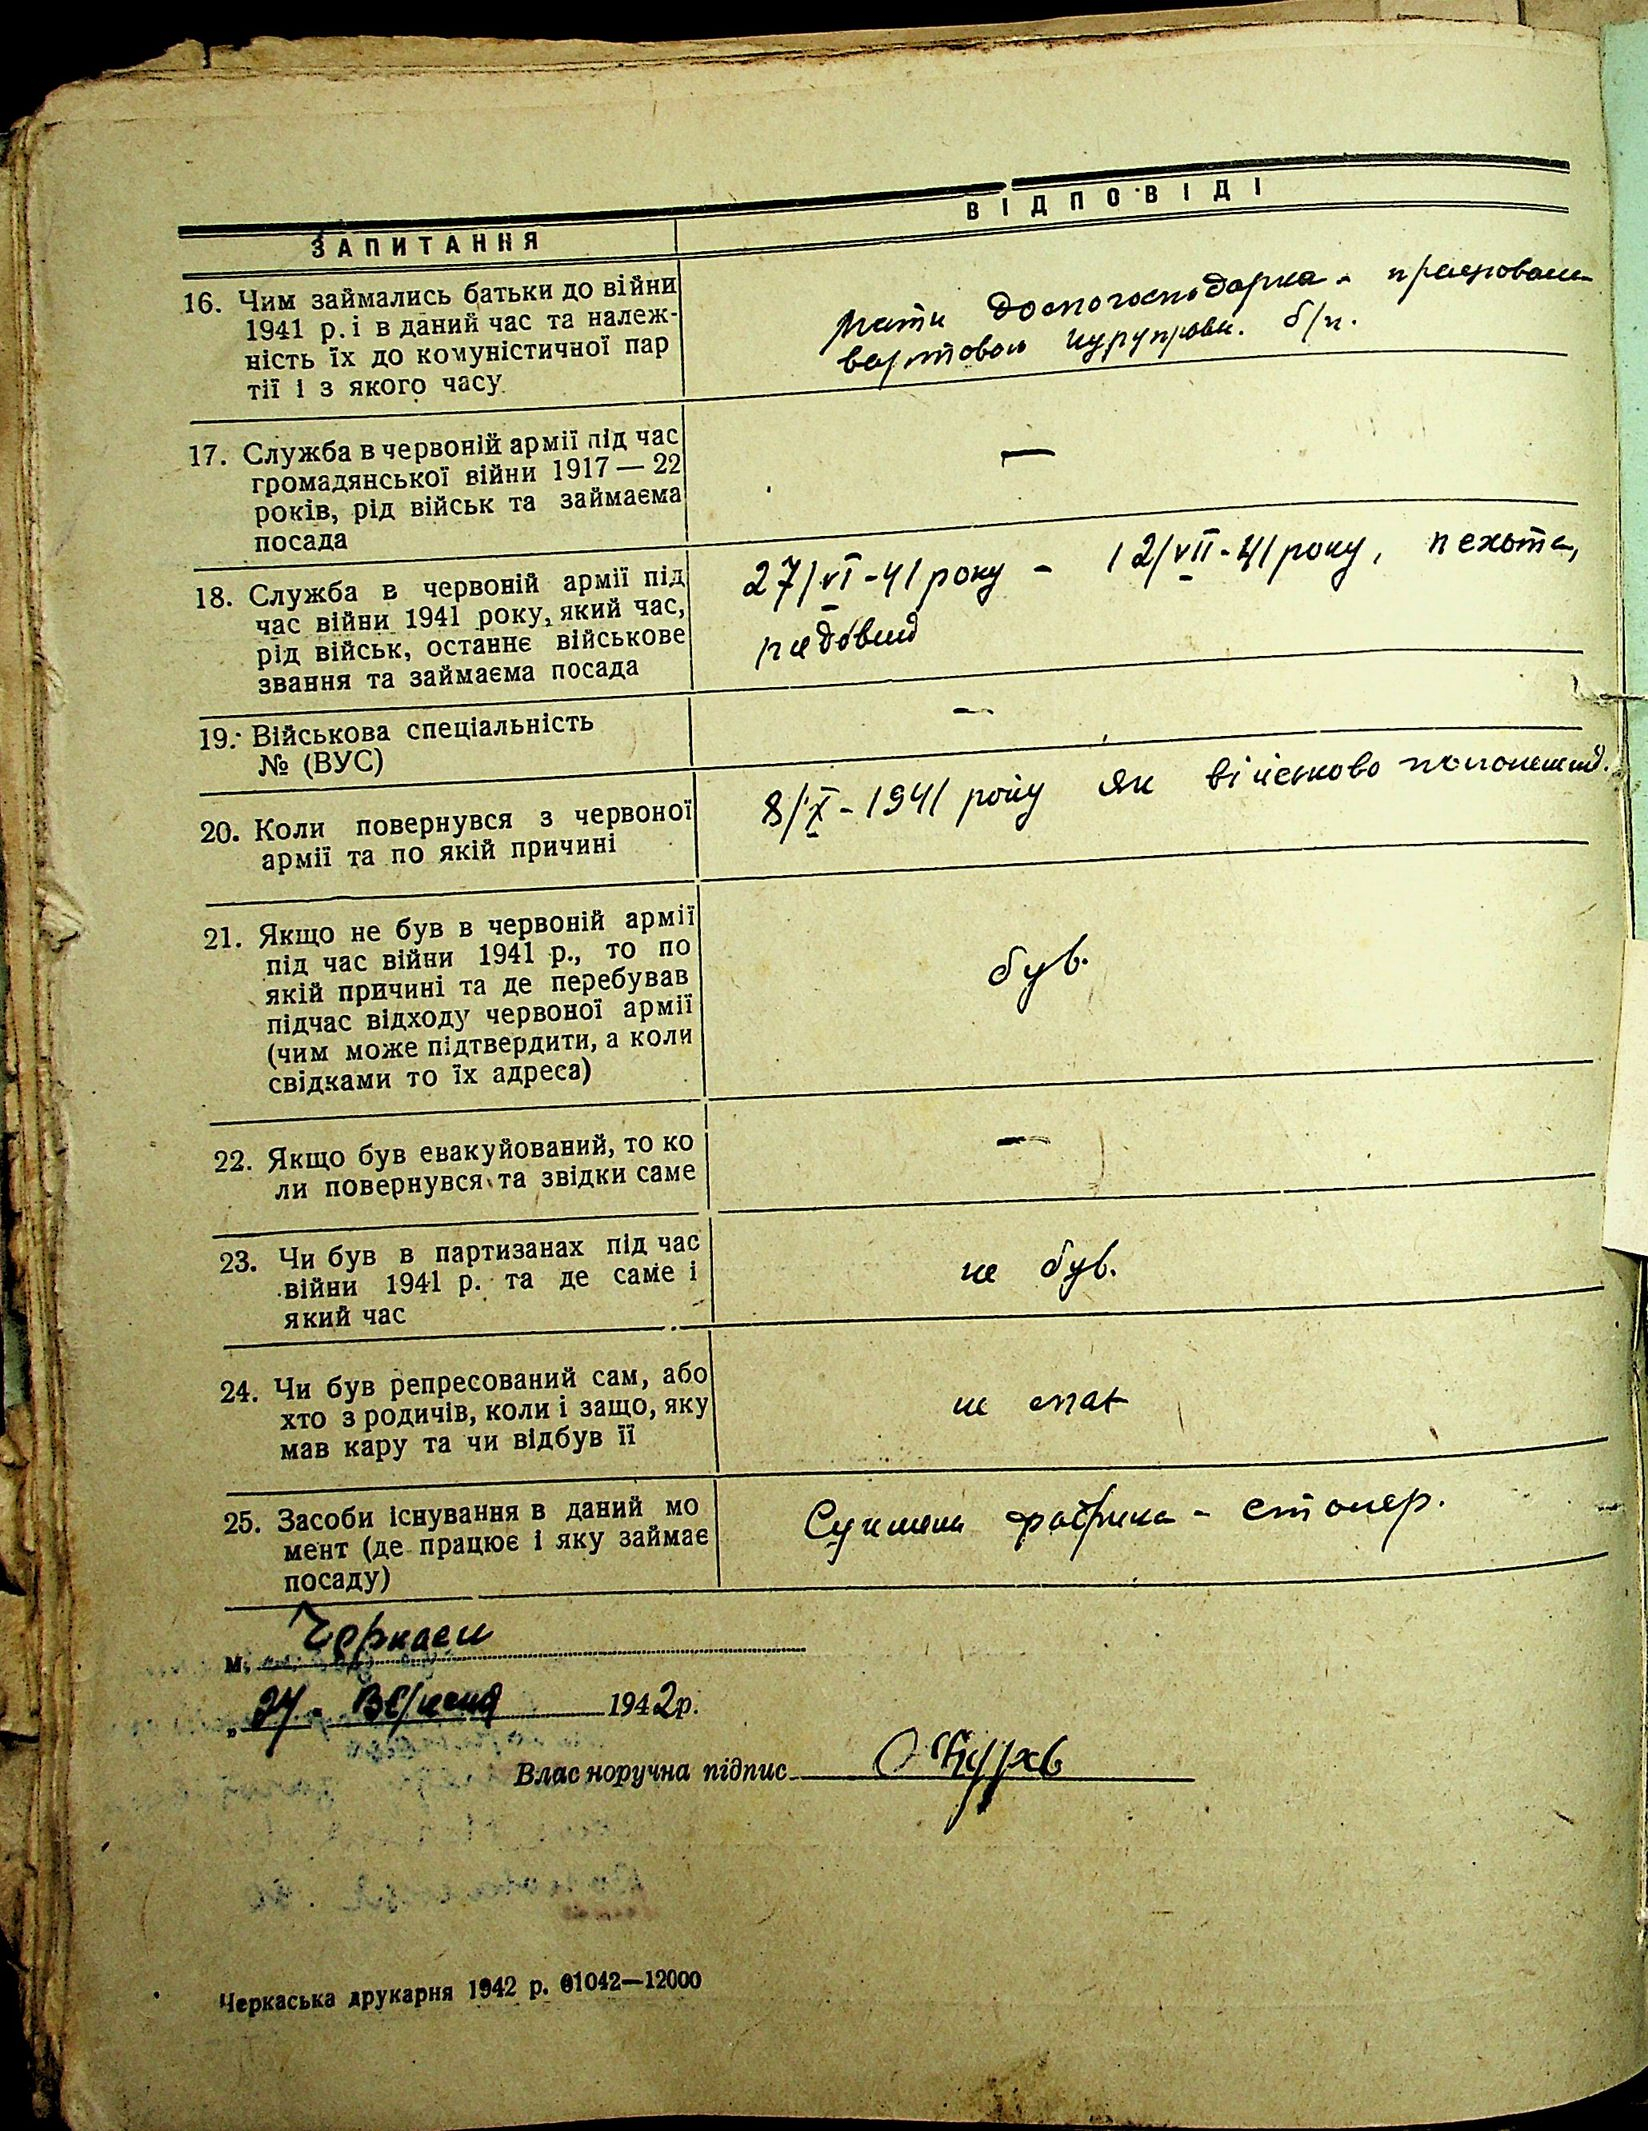 ЗАПИТАННЯ
ВІДПОВІДІ
16. Чим займались батьки до війни
1941 р. і в даний час та належ-
ність їх до комуністичної пар
тії і з якого часу
Мати домогосподарка -
вартовою б/п.
17. Служба в червоній армії під час
громадянської війни 1917 — 22
років, рід військ та займаєма
посада
—
18. Служба в червоній армії під
час війни 1941 року, який час,
рід військ, останнє військове
звання та займаєма посада
27/VI-41 року - 12/VII-41 року, пехота,
рядовий
19. Військова спеціальність
№ (ВУС)
—
20. Коли повернувся з червоної
армії та по якій причині
8/X-1941 року як військово полонений.
21. Якщо не був в червоній армії
під час війни 1941 р., то по
якій причині та де перебував
підчас відходу червоної армії
(чим може підтвердити, а коли
свідками то їх адреса)
був.
22. Якщо був евакуйований, то ко
ли повернувся та звідки саме
—
23. Чи був в партизанах під час
війни 1941 р. та де саме і
який час
не був.
24. Чи був репресований сам, або
хто з родичів, коли і защо, яку
мав кару та чи відбув її
не
25. Засоби існування в даний мо
мент (де працює і яку займає
посаду)
фабрика - столяр.
м. Черкаси
Вересня 1942р.
Власноручна підпис
Черкаська друкарня 1942 р. 01042—12000